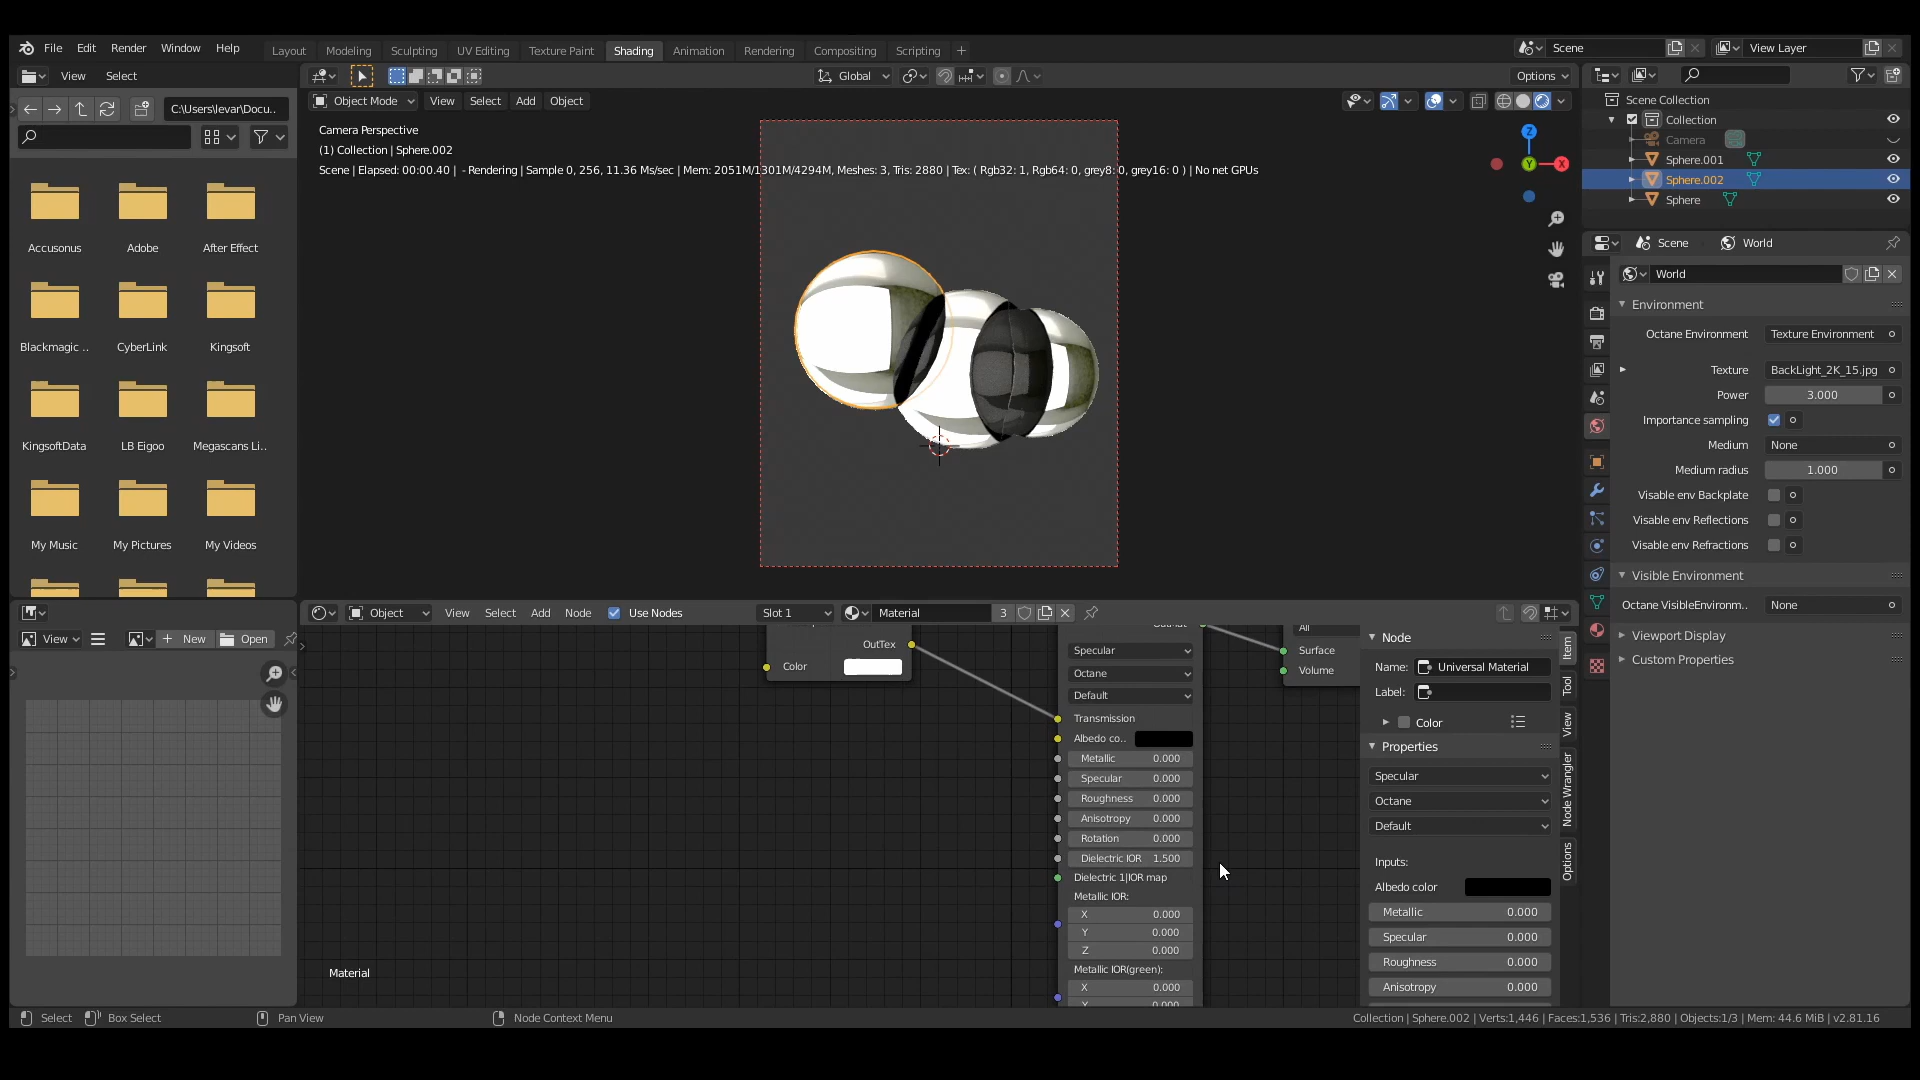 File Edit Render Window Help
Layout Modeling Sculpting UV Editing Texture Paint Shading Animation Rendering Compositing Scripting +
Scene
View Layer
View Select
Global
Options
C:\Users\levar\Docu..
Object Mode View Select Add Object
Camera Perspective
(1) Collection | Sphere.002
Scene | Elapsed: 00:00.40 | - Rendering | Sample 0, 256, 11.36 Ms/sec | Mem: 2051M/1301M/4294M, Meshes: 3, Tris: 2880 | Tex: ( Rgb32: 1, Rgb64: 0, grey8: 0, grey16: 0 ) | No net GPUs
Z
Y
X
Accusonus Adobe After Effect
Blackmagic .. CyberLink Kingsoft
KingsoftData LB Eigoo Megascans Li..
My Music My Pictures My Videos
Scene Collection
Collection
Camera
Sphere.001
Sphere.002
Sphere
Scene World
World
Environment
Octane Environment Texture Environment
Texture BackLight_2K_15.jpg
Power 3.000
Importance sampling
Medium None
Medium radius 1.000
Visable env Backplate
Visable env Reflections
Visable env Refractions
Visible Environment
Octane VisibleEnvironm.. None
Viewport Display
Custom Properties
View New Open
Object View Select Add Node Use Nodes Slot 1 Material 3
OutTex
Color
Specular
Octane
Default
Transmission
Albedo co..
Metallic 0.000
Specular 0.000
Roughness 0.000
Anisotropy 0.000
Rotation 0.000
Dielectric IOR 1.500
Dielectric 1|IOR map
Metallic IOR:
X 0.000
Y 0.000
Z 0.000
Metallic IOR(green):
X 0.000
Y 0.000
All
Surface
Volume
Material
Node
Name: Universal Material
Label:
Color
Properties
Specular
Octane
Default
Inputs:
Albedo color
Metallic 0.000
Specular 0.000
Roughness 0.000
Anisotropy 0.000
Item
Tool
View
Node Wrangler
Options
Select Box Select Pan View Node Context Menu
Collection | Sphere.002 | Verts:1,446 | Faces:1,536 | Tris:2,880 | Objects:1/3 | Mem: 44.6 MiB | v2.81.16